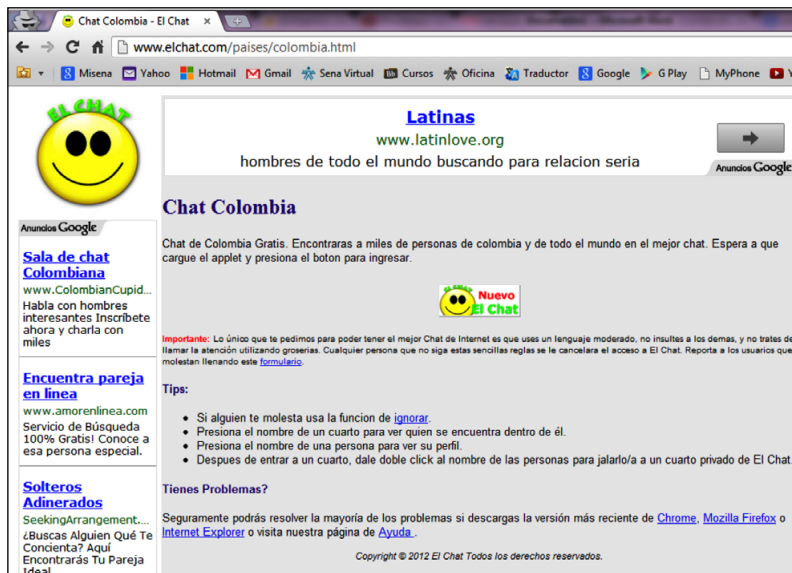 Chat Colombia - El Chat
www.elchat.com/paises/colombia.html
Misena Yahoo Hotmail Gmail Sena Virtual Cursos Oficina Traductor Google G Play MyPhone Y
EL CHAT
Latinas
www.latinlove.org
hombres de todo el mundo buscando para relacion seria
Anuncios Google
Anuncios Google
Sala de chat
Colombiana
www.ColombianCupid...
Habla con hombres
interesantes Inscríbete
ahora y charla con
miles
Encuentra pareja
en linea
www.amorenlinea.com
Servicio de Búsqueda
100% Gratis! Conoce a
esa persona especial.
Solteros
Adinerados
SeekingArrangement....
¿Buscas Alguien Qué Te
Concienta? Aquí
Encontrarás Tu Pareja
Ideal
Chat Colombia
Chat de Colombia Gratis. Encontraras a miles de personas de colombia y de todo el mundo en el mejor chat. Espera a que
cargue el applet y presiona el boton para ingresar.
EL CHAT
Nuevo
El Chat
Importante: Lo único que te pedimos para poder tener el mejor Chat de Internet es que uses un lenguaje moderado, no insultes a los demas, y no trates de
llamar la atención utilizando groserias. Cualquier persona que no siga estas sencillas reglas se le cancelara el acceso a El Chat. Reporta a los usuarios que
molestan llenando este formulario.
Tips:
• Si alguien te molesta usa la funcion de ignorar.
• Presiona el nombre de un cuarto para ver quien se encuentra dentro de él.
• Presiona el nombre de una persona para ver su perfil.
• Despues de entrar a un cuarto, dale doble click al nombre de las personas para jalarlo/a a un cuarto privado de El Chat.
Tienes Problemas?
Seguramente podrás resolver la mayoría de los problemas si descargas la versión más reciente de Chrome, Mozilla Firefox o
Internet Explorer o visita nuestra página de Ayuda .
Copyright © 2012 El Chat Todos los derechos reservados.